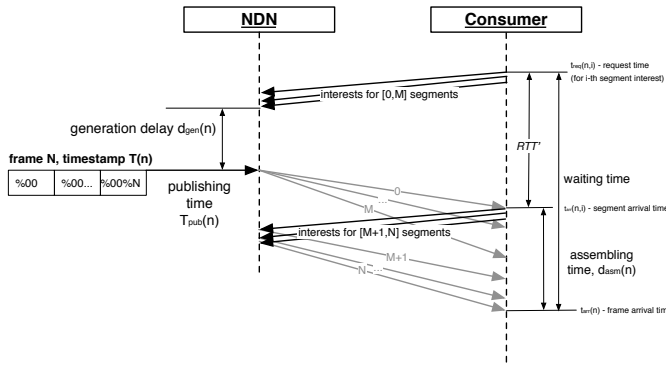 NDN
Consumer
treq(n,i) - request time
(for i-th segment interest)
interests for [0,M] segments
generation delay dgen(n)
RTT'
frame N, timestamp T(n)
%00
%00...
%00%N
publishing
time
Tpub(n)
0
...
M
waiting time
tarr(n,i) - segment arrival time
interests for [M+1,N] segments
M+1
N ...
assembling
time, dasm(n)
tarr(n) - frame arrival time